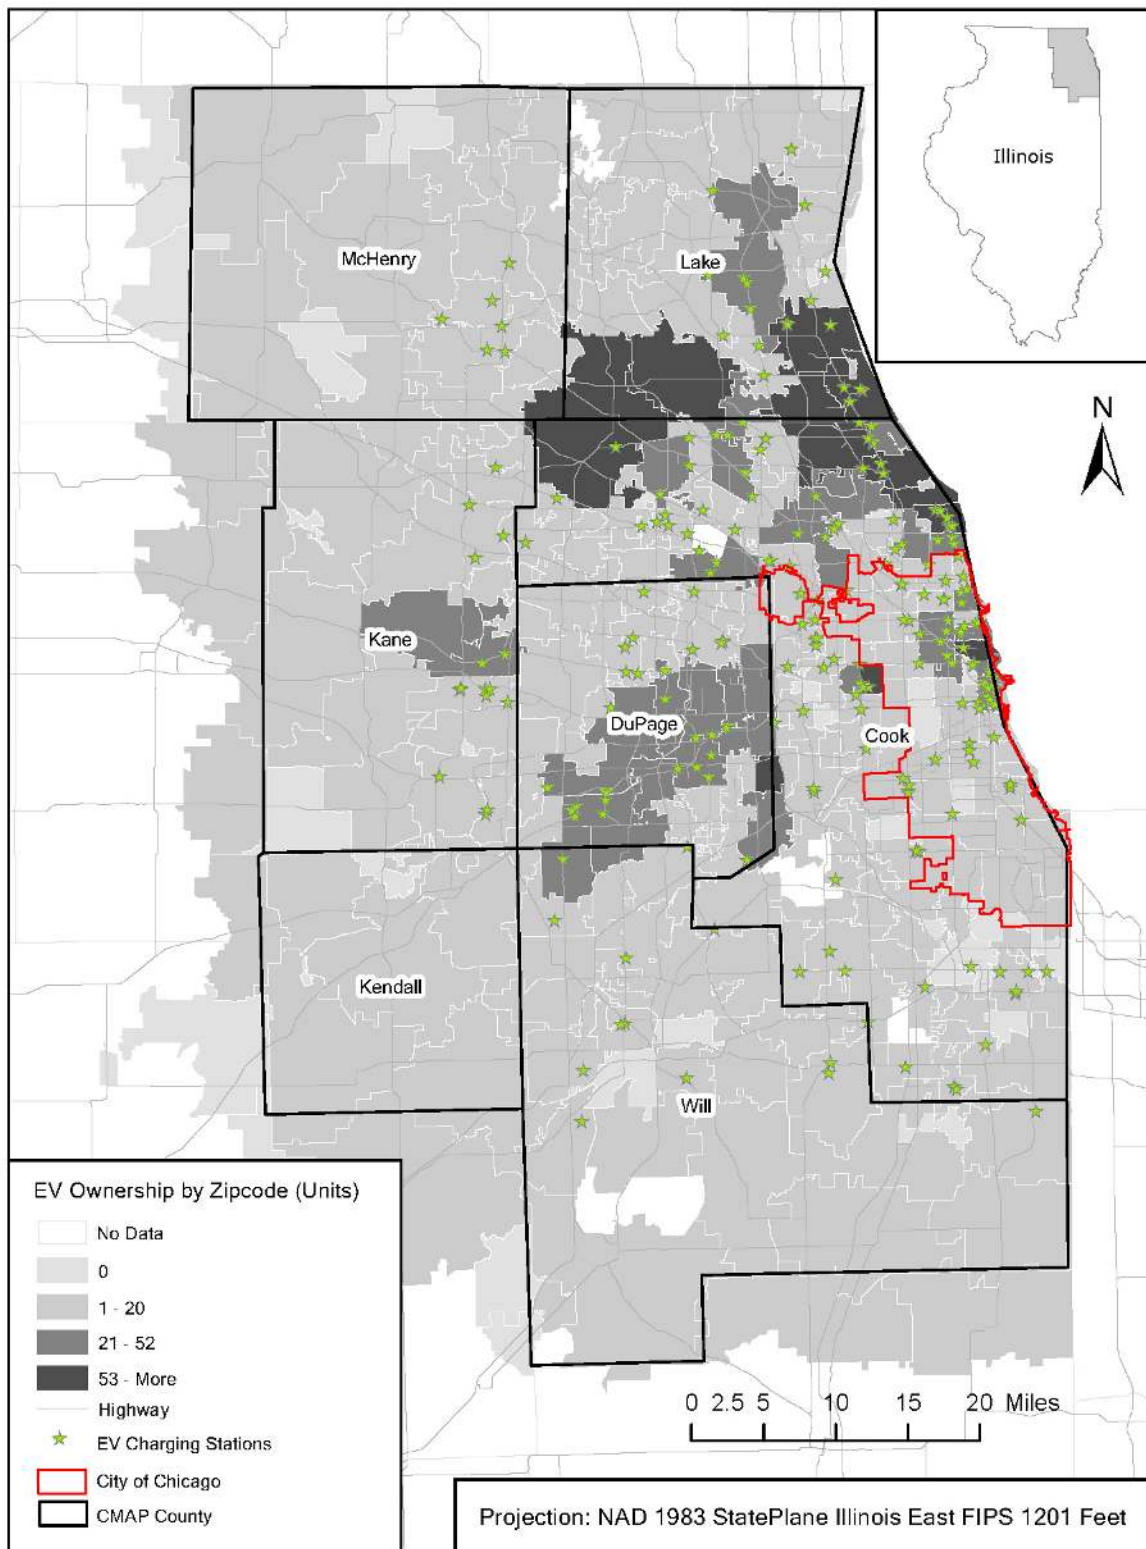 Illinois
McHenry
Lake
N
Kane
DuPage
Cook
Kendall
Will
EV Ownership by Zipcode (Units)
No Data
0
1 - 20
21 - 52
53 - More
Highway
EV Charging Stations
City of Chicago
CMAP County
0 2.5 5 10 15 20 Miles
Projection: NAD 1983 StatePlane Illinois East FIPS 1201 Feet